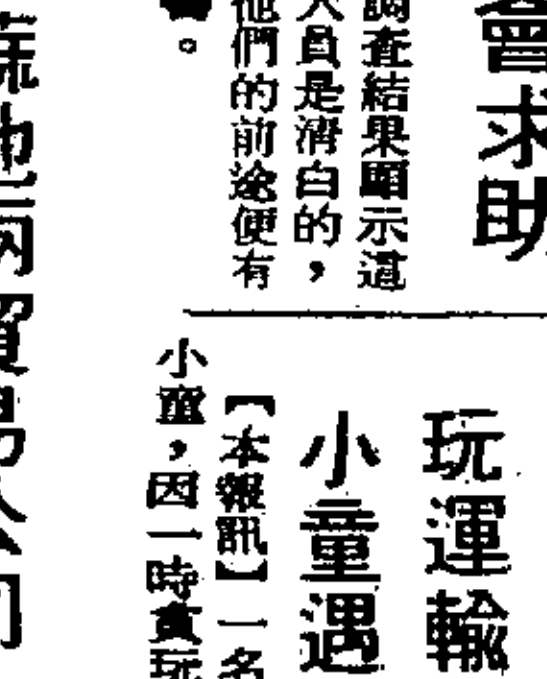 會求助
調查結果顯示這
人員是清白的，
他們的前途便有
。
玩運輸
小童遇
【本報訊】一名
小童，因一時貪玩